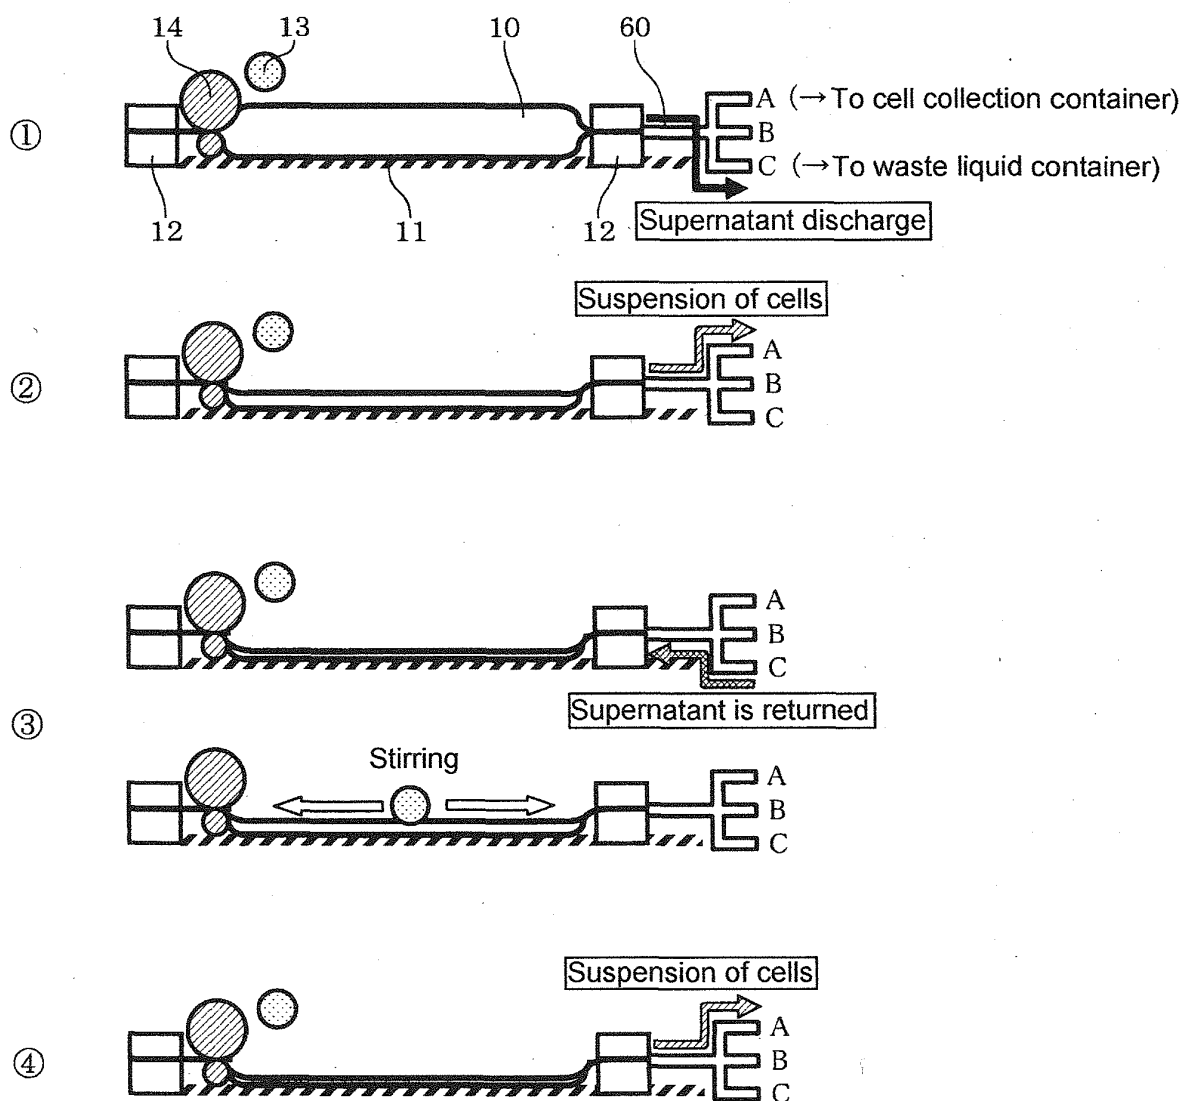 14 13 10 60
① A (→To cell collection container)
B
C (→To waste liquid container)
12 11 12 Supernatant discharge
Suspension of cells
A
② B
C
A
B
C
Supernatant is returned
③
Stirring
A
B
C
Suspension of cells
A
④ B
C